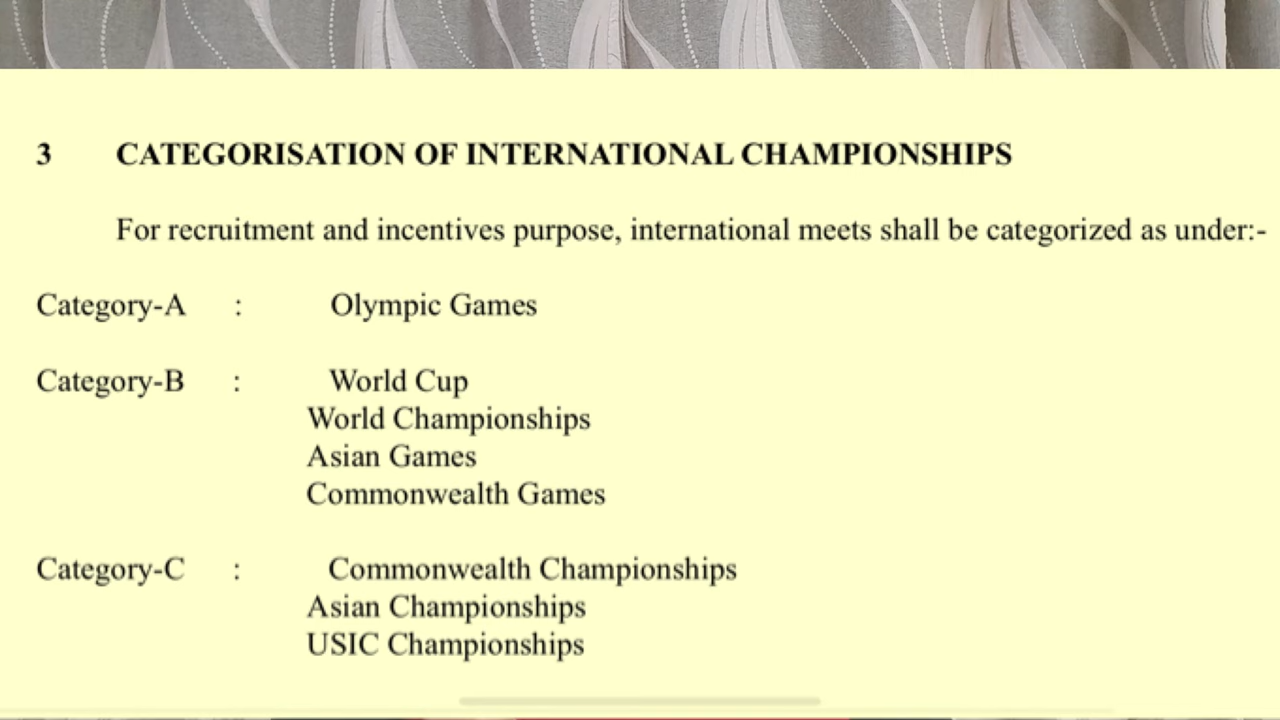 3 CATEGORISATION OF INTERNATIONAL CHAMPIONSHIPS
For recruitment and incentives purpose, international meets shall be categorized as under:-
Category-A : Olympic Games
Category-B : World Cup
World Championships
Asian Games
Commonwealth Games
Category-C : Commonwealth Championships
Asian Championships
USIC Championships